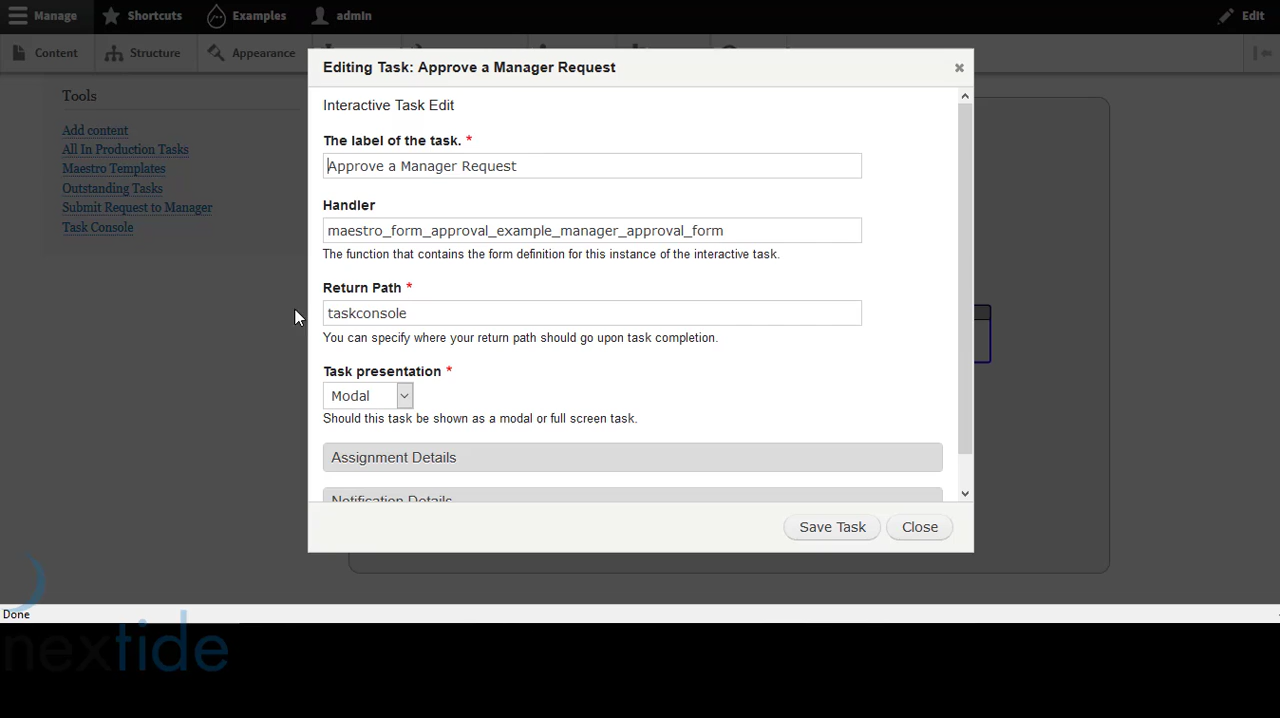 Manage Shortcuts Examples admin Edit
Content Structure Appearance
Editing Task: Approve a Manager Request
Tools
Interactive Task Edit
Add content
The label of the task. *
All In Production Tasks
Maestro Templates
Approve a Manager Request
Outstanding Tasks
Submit Request to Manager
Handler
Task Console
maestro_form_approval_example_manager_approval_form
The function that contains the form definition for this instance of the interactive task.
Return Path *
taskconsole
You can specify where your return path should go upon task completion.
Task presentation *
Modal
Should this task be shown as a modal or full screen task.
Assignment Details
Notification Details
Save Task Close
Done
nextide